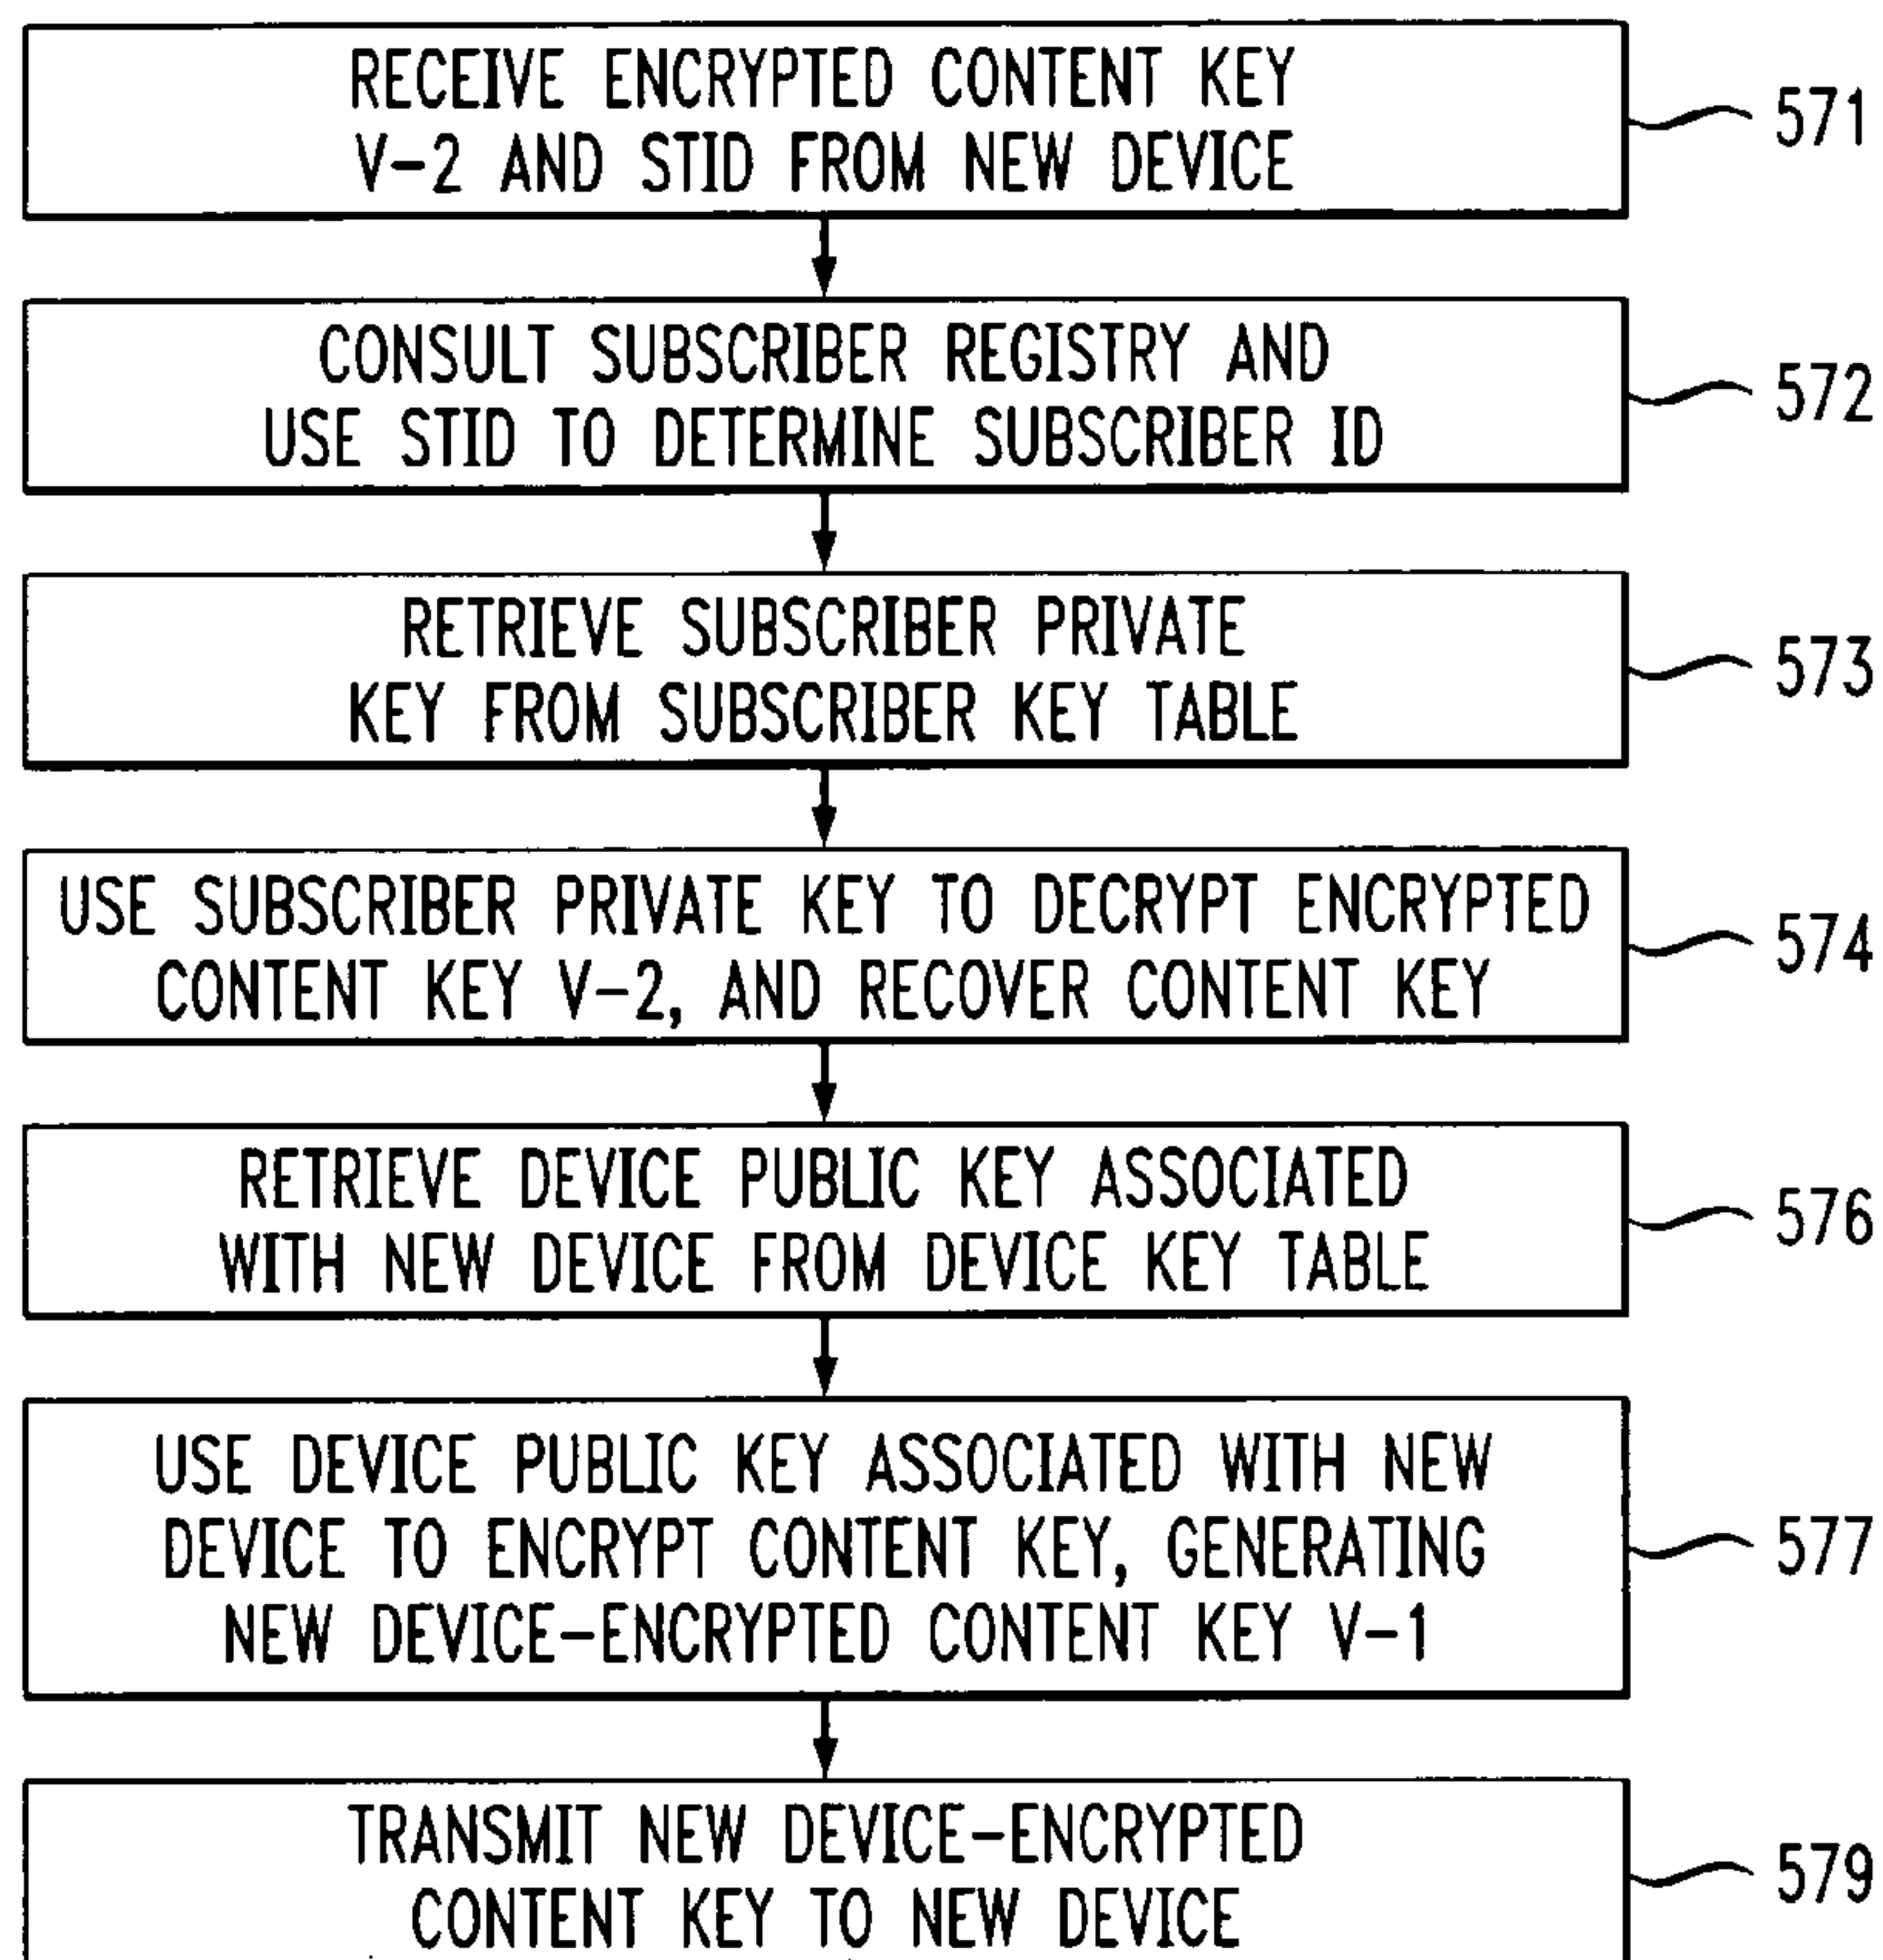 RECEIVE ENCRYPTED CONTENT KEY
V-2 AND STID FROM NEW DEVICE
571
CONSULT SUBSCRIBER REGISTRY AND
USE STID TO DETERMINE SUBSCRIBER ID
572
RETRIEVE SUBSCRIBER PRIVATE
KEY FROM SUBSCRIBER KEY TABLE
573
USE SUBSCRIBER PRIVATE KEY TO DECRYPT ENCRYPTED
CONTENT KEY V-2, AND RECOVER CONTENT KEY
574
RETRIEVE DEVICE PUBLIC KEY ASSOCIATED
WITH NEW DEVICE FROM DEVICE KEY TABLE
576
USE DEVICE PUBLIC KEY ASSOCIATED WITH NEW
DEVICE TO ENCRYPT CONTENT KEY, GENERATING
NEW DEVICE-ENCRYPTED CONTENT KEY V-1
577
TRANSMIT NEW DEVICE-ENCRYPTED
CONTENT KEY TO NEW DEVICE
579